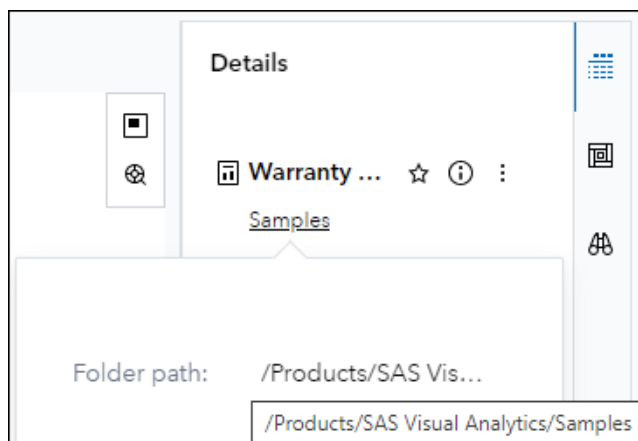 Details
Warranty ...
Samples
Folder path: /Products/SAS Vis...
/Products/SAS Visual Analytics/Samples